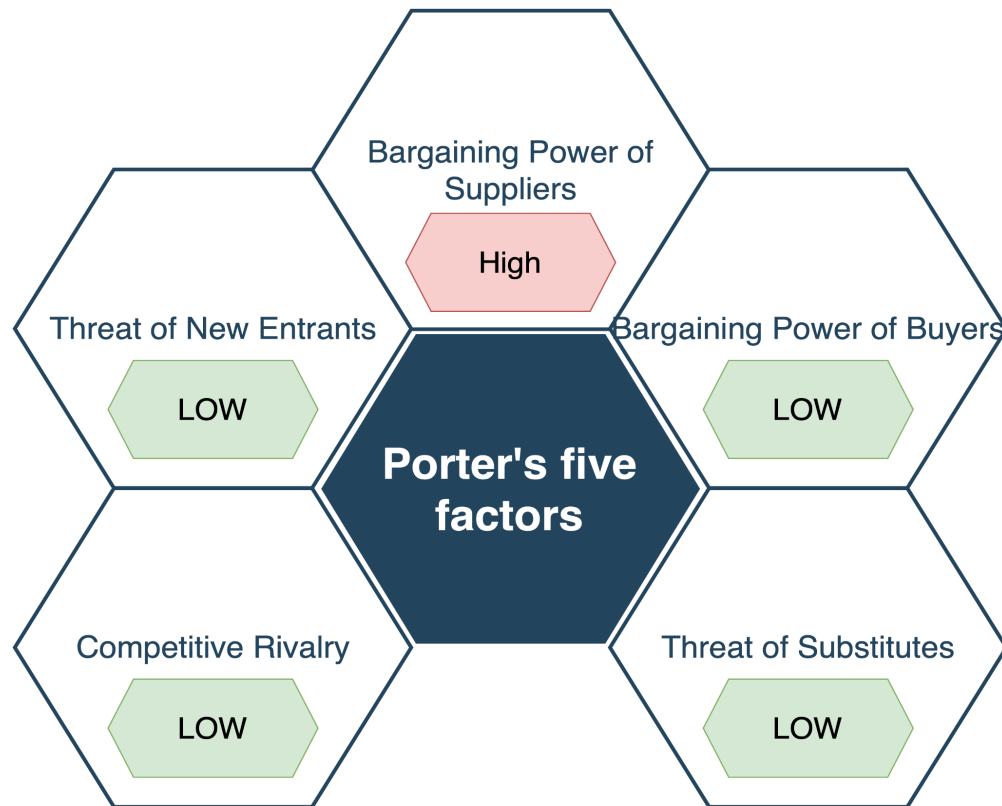 Bargaining Power of
Suppliers
High
Threat of New Entrants
LOW
Bargaining Power of Buyers
LOW
Porter's five
factors
Competitive Rivalry
LOW
Threat of Substitutes
LOW